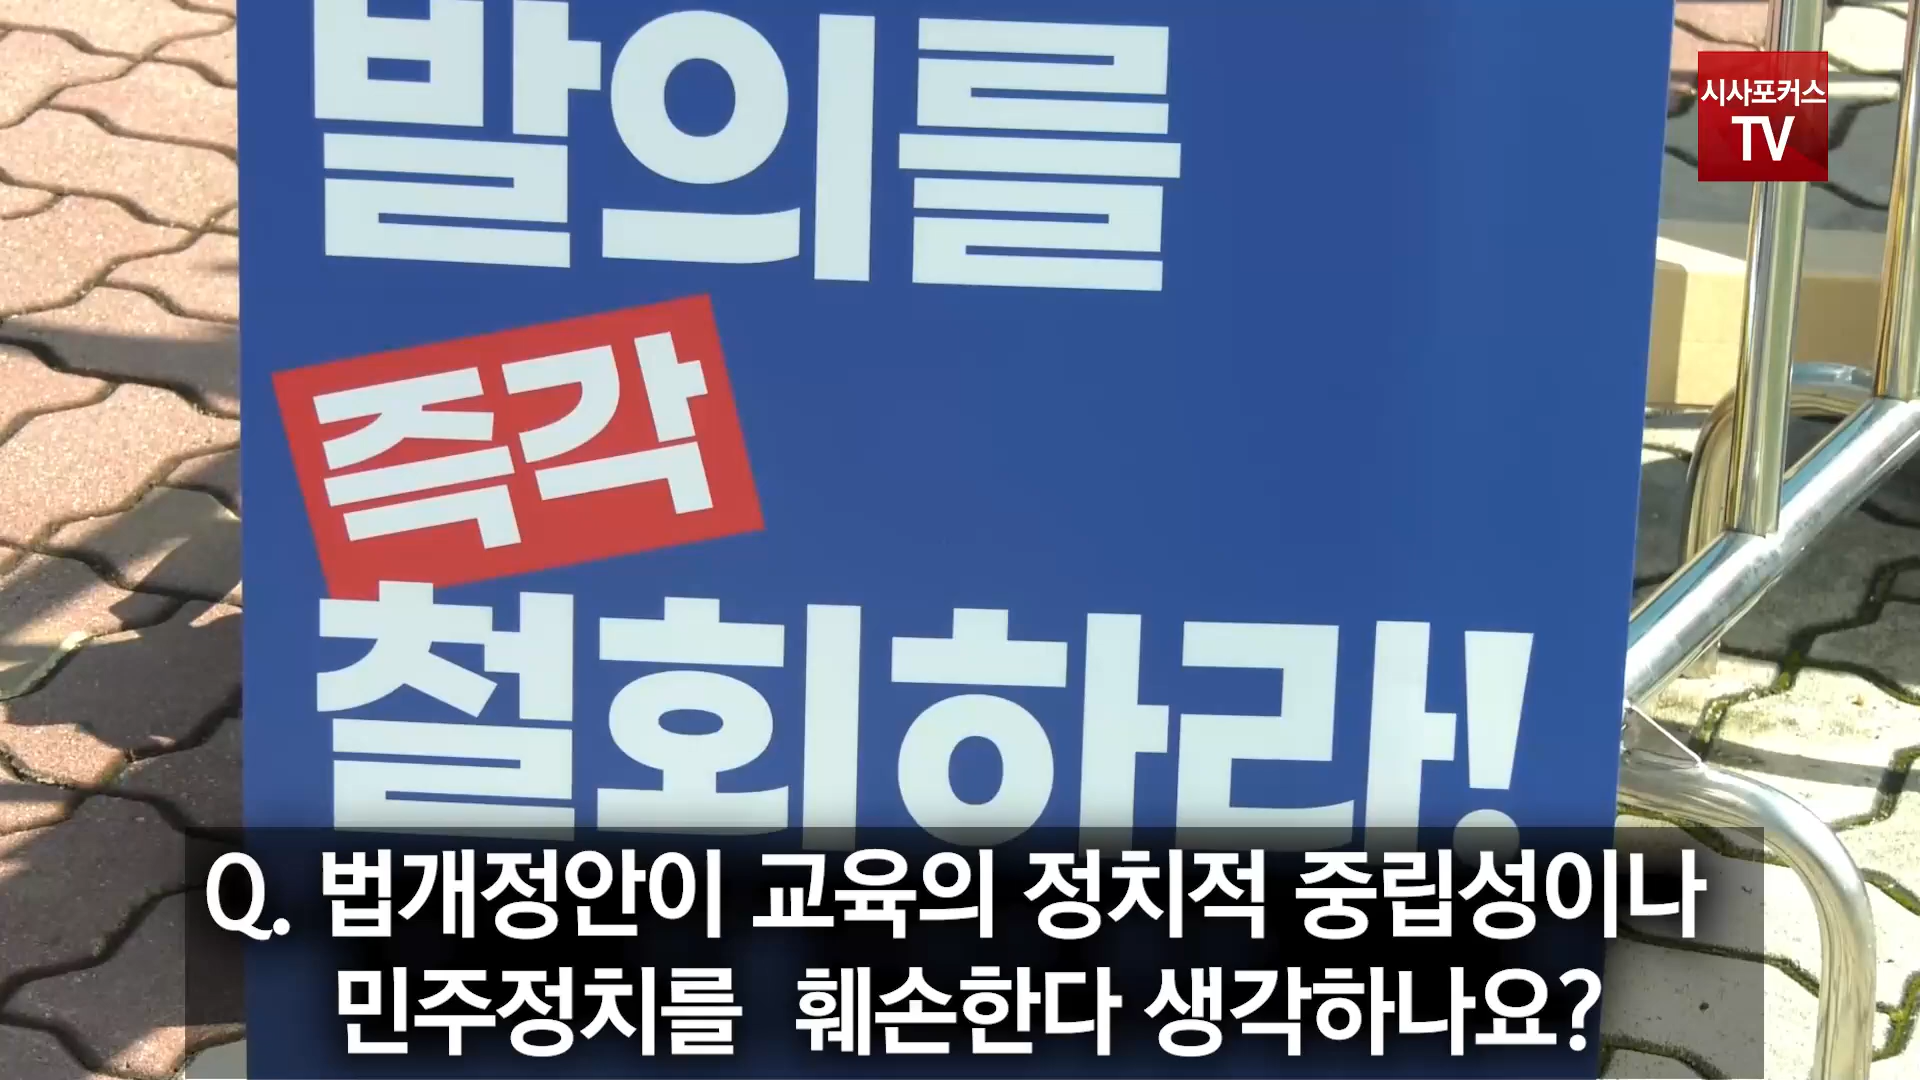 발의를
즉각
철회하라!
시사포커스
TV
Q. 법개정안이 교육의 정치적 중립성이나
민주정치를 훼손한다 생각하나요?